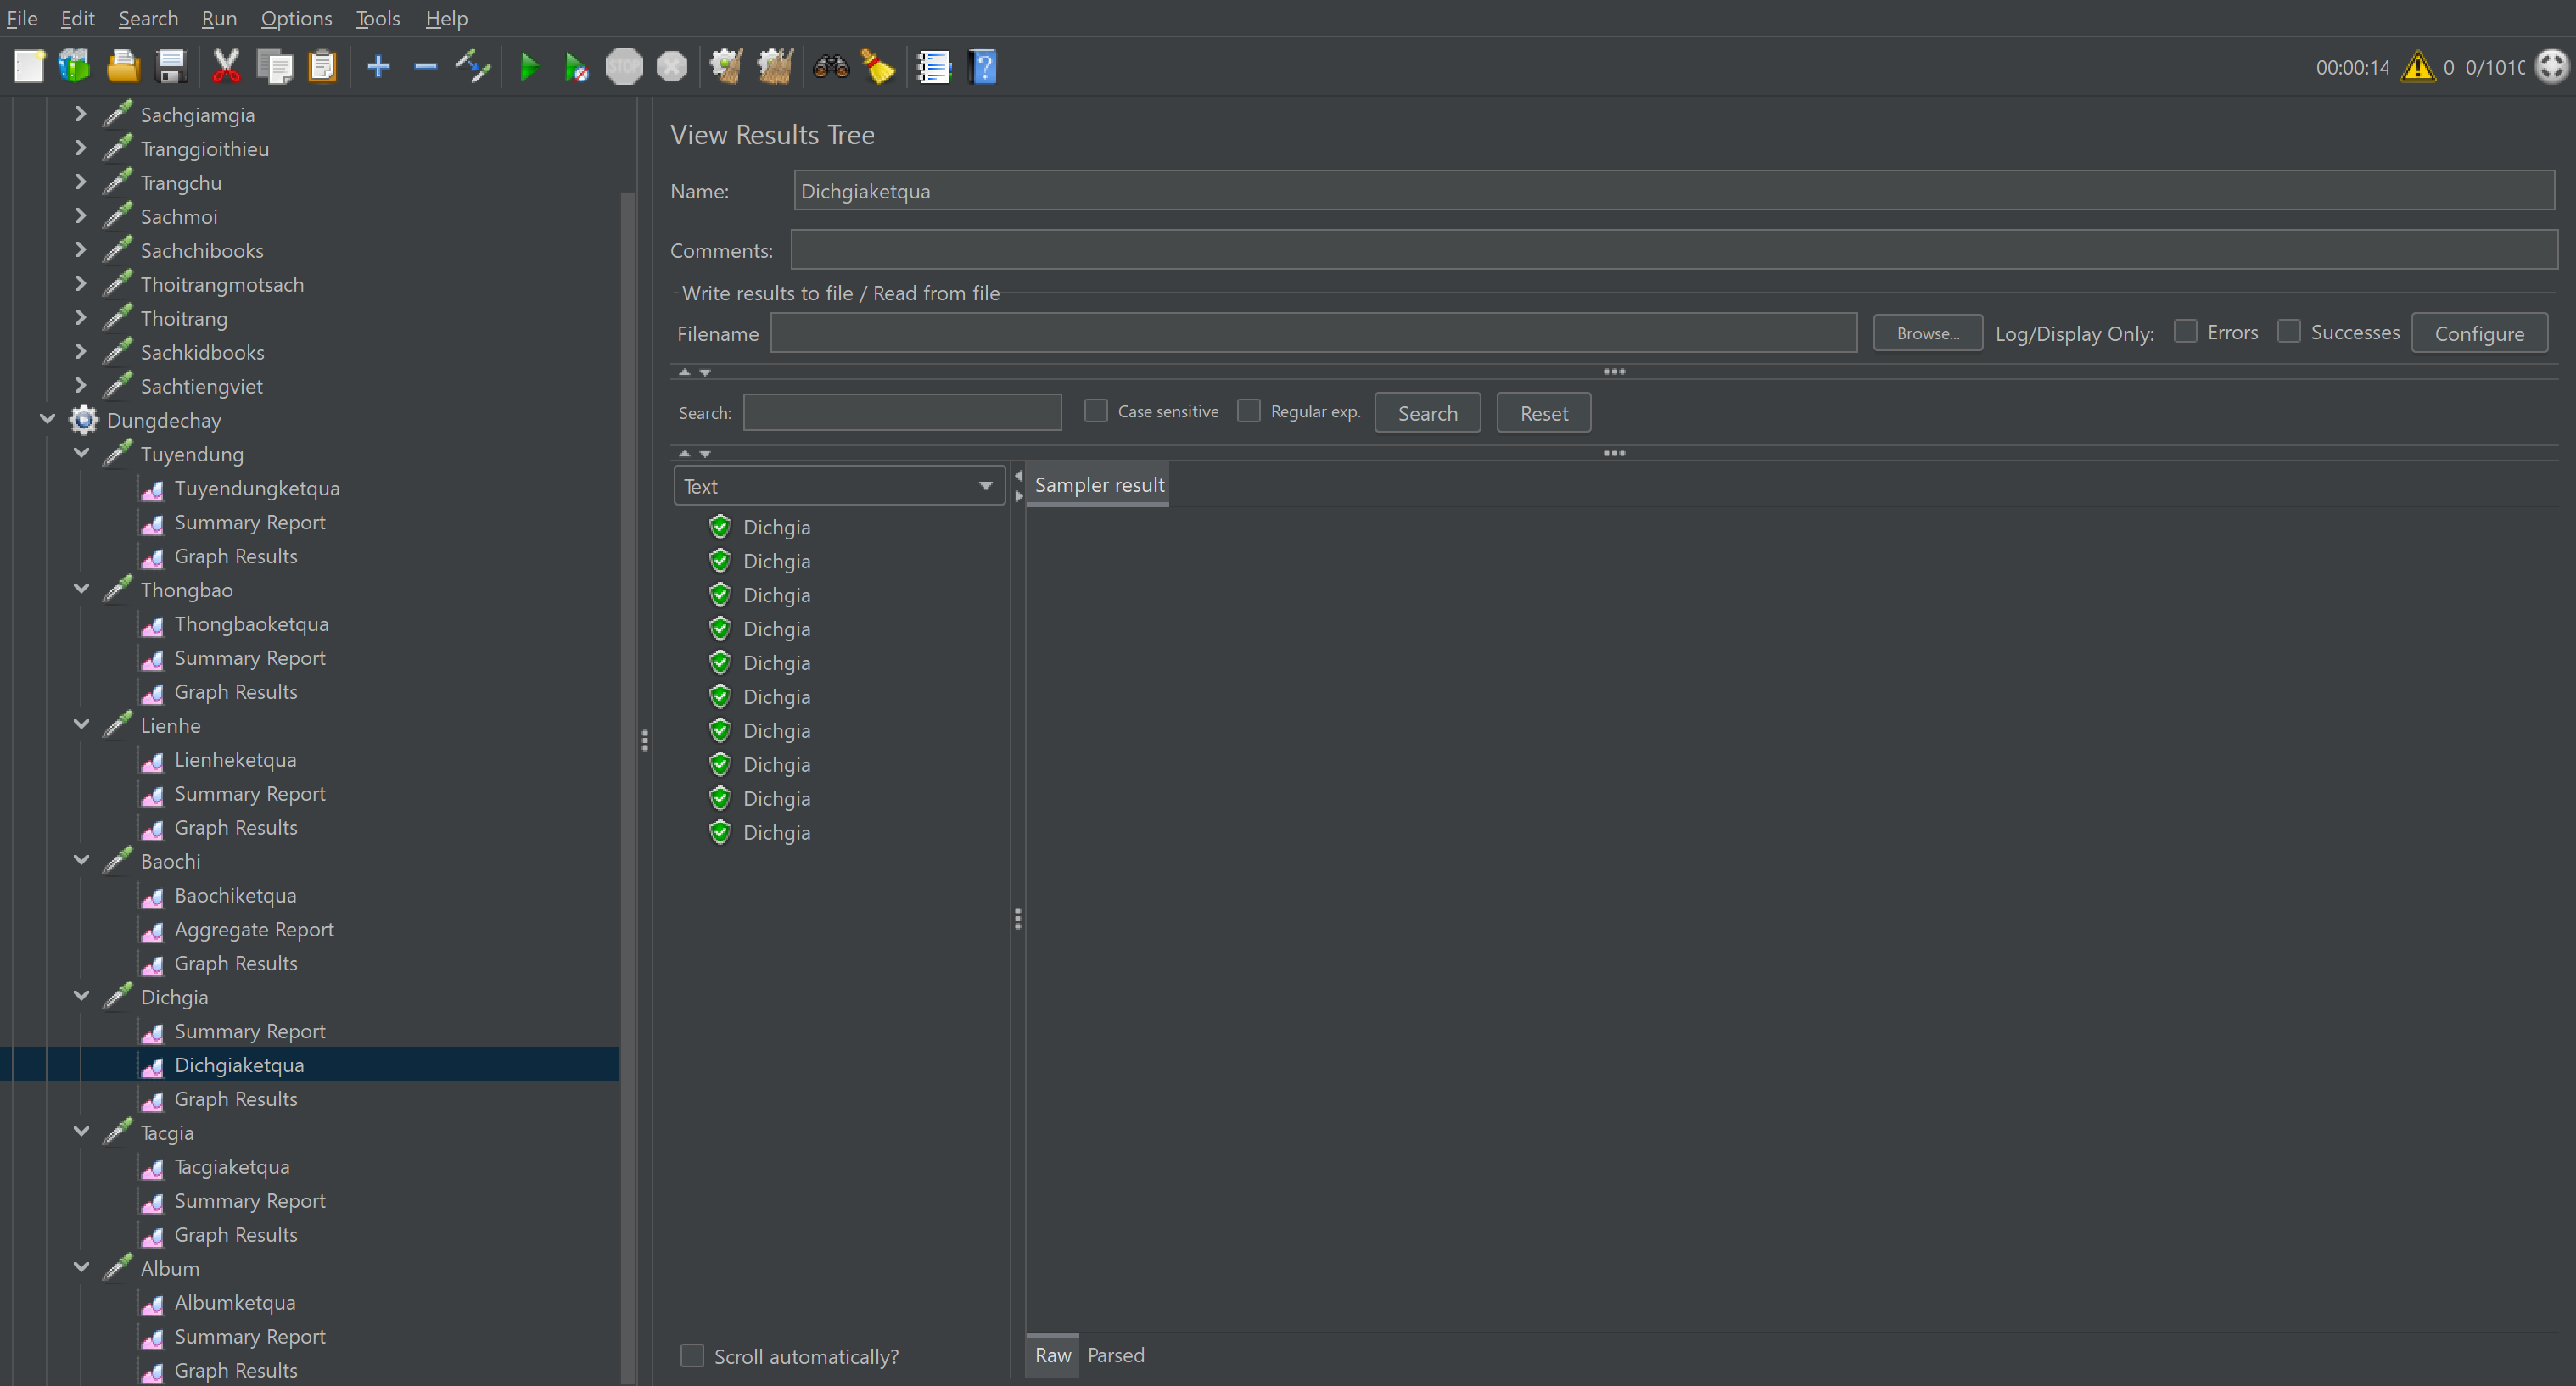 File Edit Search Run Options Tools Help
STOP
00:00:14 0 0/1010
Sachgiamgia
Tranggioithieu
Trangchu
Sachmoi
Sachchibooks
Thoitrangmotsach
Thoitrang
Sachkidbooks
Sachtiengviet
Dungdechay
Tuyendung
Tuyendungketqua
Summary Report
Graph Results
Thongbao
Thongbaoketqua
Summary Report
Graph Results
Lienhe
Lienheketqua
Summary Report
Graph Results
Baochi
Baochiketqua
Aggregate Report
Graph Results
Dichgia
Summary Report
Dichgiaketqua
Graph Results
Tacgia
Tacgiaketqua
Summary Report
Graph Results
Album
Albumketqua
Summary Report
Graph Results
View Results Tree
Name: Dichgiaketqua
Comments:
Write results to file / Read from file
Filename Browse... Log/Display Only: Errors Successes Configure
Search: Case sensitive Regular exp. Search Reset
Text
Sampler result
Dichgia
Dichgia
Dichgia
Dichgia
Dichgia
Dichgia
Dichgia
Dichgia
Dichgia
Dichgia
Scroll automatically?
Raw Parsed